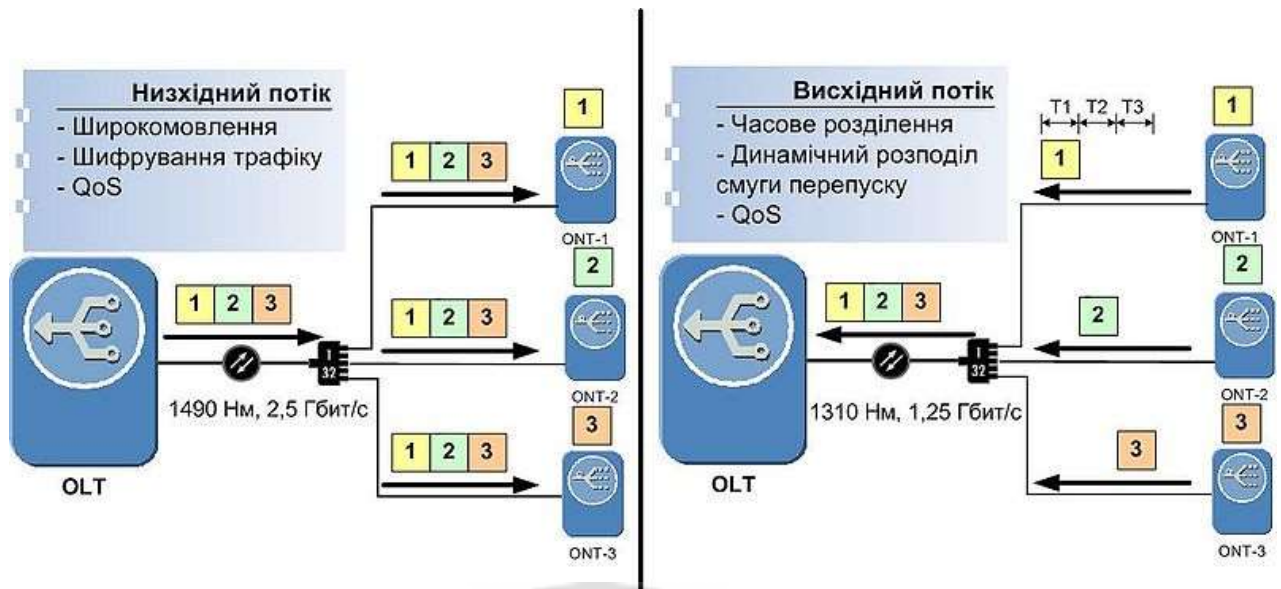 Низхідний потік
- Широкомовлення
- Шифрування трафіку
- QoS
1
1 2 3
ONT-1
2
1 2 3
1 2 3
1
32
1490 Нм, 2,5 Гбит/с
ONT-2
3
1 2 3
OLT
ONT-3
Висхідний потік
- Часове розділення
- Динамічний розподіл
смуги перепуску
- QoS
T1 T2 T3
1
1
ONT-1
2
1 2 3
2
1
32
1310 Нм, 1,25 Гбит/с
ONT-2
3
3
OLT
ONT-3